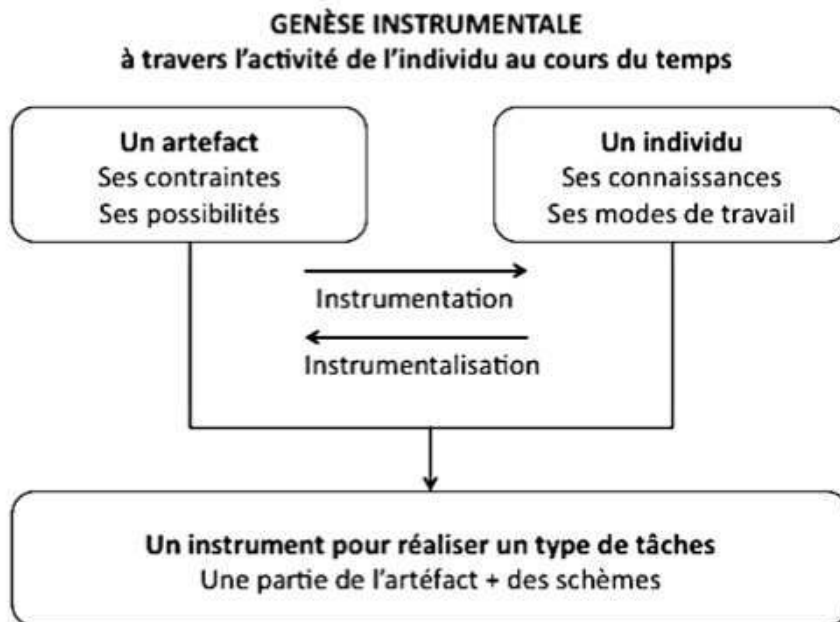 GENÈSE INSTRUMENTALE
à travers l'activité de l'individu au cours du temps
Un artefact
Ses contraintes
Ses possibilités
Un individu
Ses connaissances
Ses modes de travail
Instrumentation
Instrumentalisation
Un instrument pour réaliser un type de tâches
Une partie de l'artéfact + des schèmes